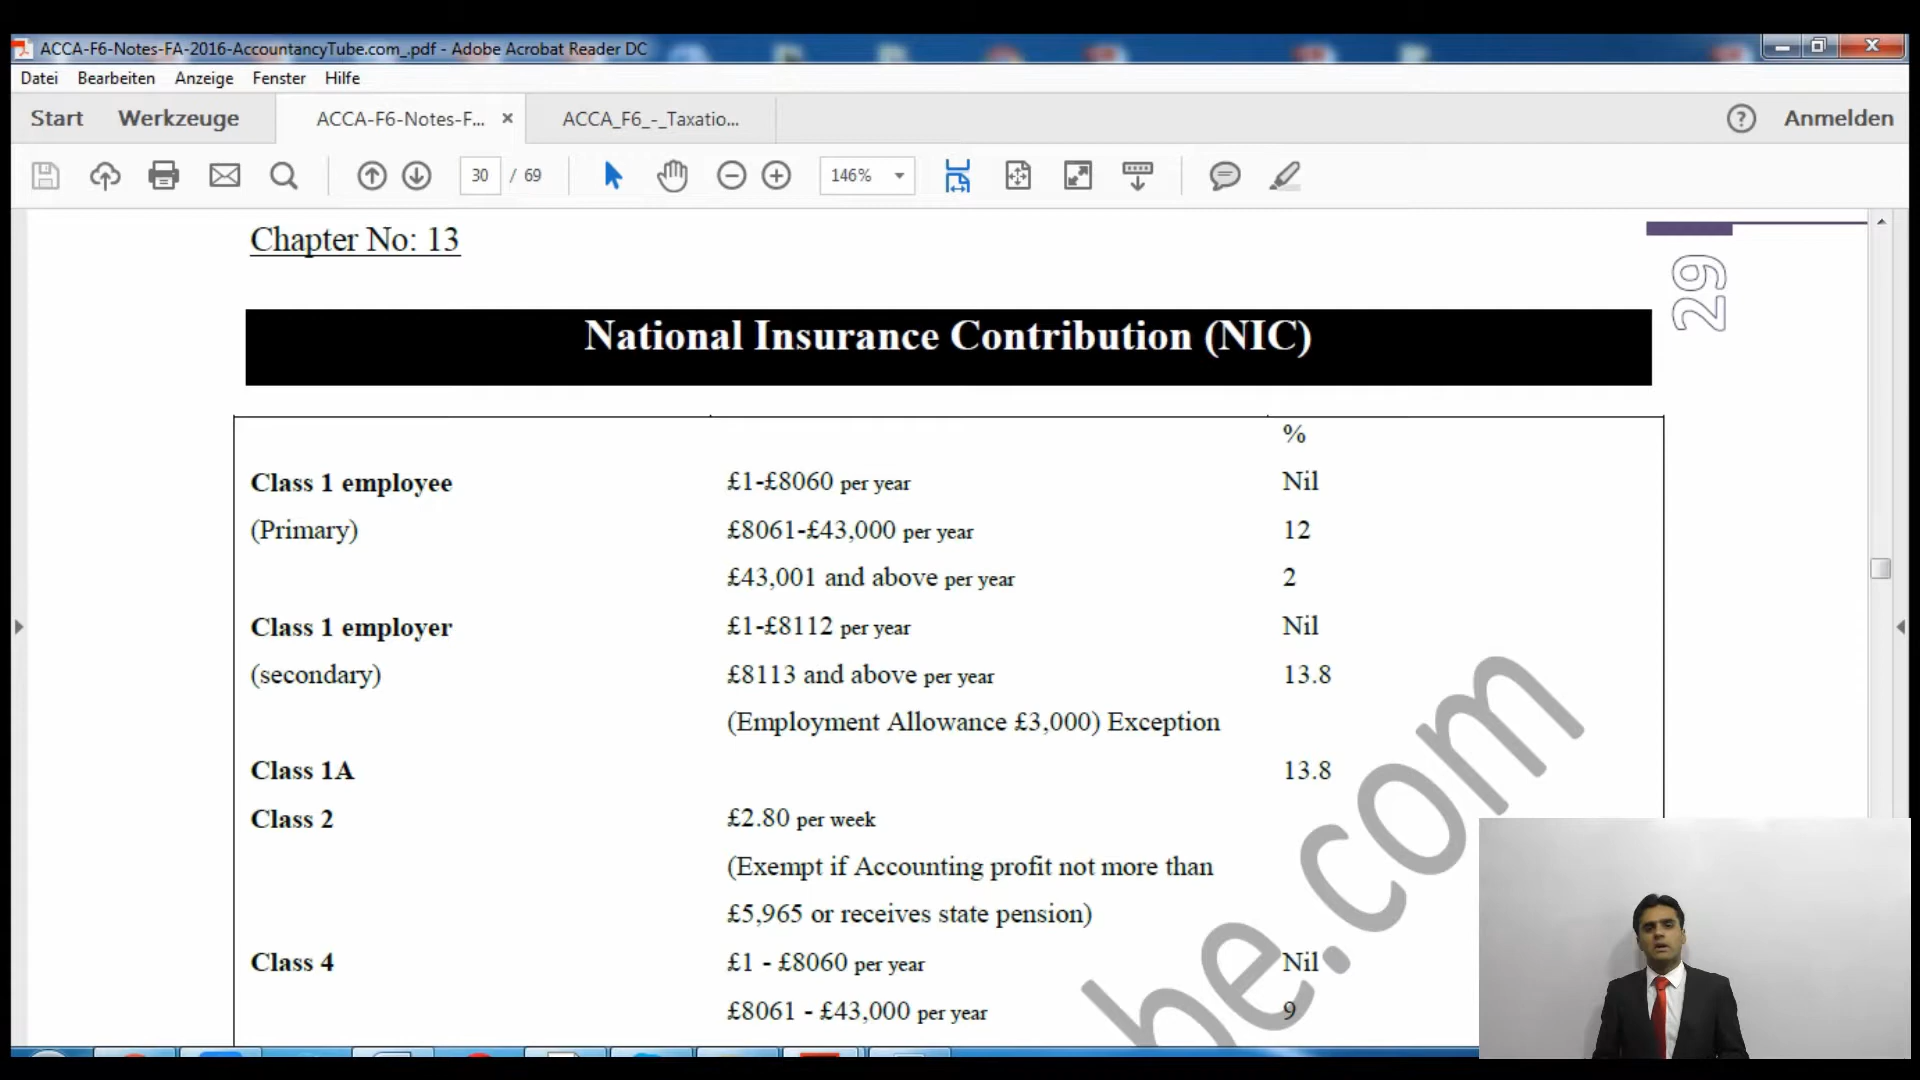 ACCA-F6-Notes-FA-2016-AccountancyTube.com_.pdf - Adobe Acrobat Reader DC
Datei Bearbeiten Anzeige Fenster Hilfe
Start Werkzeuge ACCA-F6-Notes-F... ACCA_F6_-_Taxatio... Anmelden
30 / 69 146%
Chapter No: 13
29
National Insurance Contribution (NIC)
%
Class 1 employee £1-£8060 per year Nil
(Primary) £8061-£43,000 per year 12
£43,001 and above per year 2
Class 1 employer £1-£8112 per year Nil
(secondary) £8113 and above per year 13.8
(Employment Allowance £3,000) Exception
Class 1A 13.8
Class 2 £2.80 per week
(Exempt if Accounting profit not more than
£5,965 or receives state pension)
Class 4 £1 - £8060 per year Nil
£8061 - £43,000 per year 9
be.com